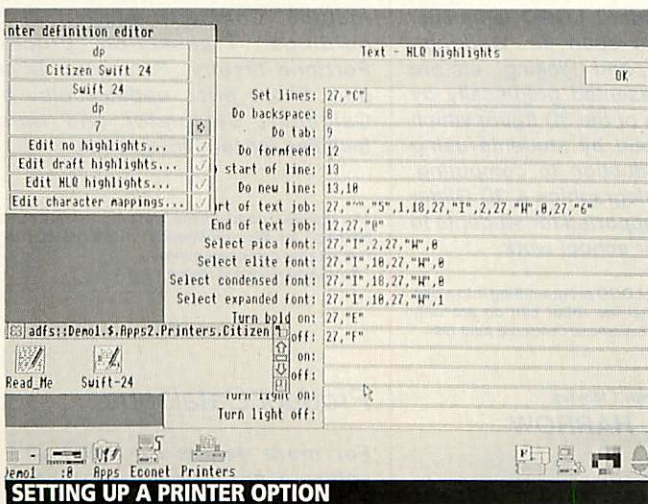 inter definition editor
dp
Citizen Swift 24
Swift 24
dp
7
Edit no highlights...
Edit draft highlights...
Edit HLQ highlights...
Edit character mappings...
Text - HLQ highlights
OK
Set lines: 27,"C"
Do backspace: 8
Do tab: 9
Do formfeed: 12
start of line: 13
Do new line: 13,10
rt of text job: 27,"~","5",1,18,27,"I",2,27,"W",0,27,"6"
End of text job: 12,27,"@"
Select pica font: 27,"I",2,27,"W",0
Select elite font: 27,"I",10,27,"W",0
Select condensed font: 27,"I",18,27,"W",0
Select expanded font: 27,"I",10,27,"W",1
Turn bold on: 27,"E"
off: 27,"F"
on:
off:
Turn light on:
Turn light off:
adfs::Demo1.$.Apps2.Printers.Citizen
Read_Me
Swift-24
Demo1
:0
Apps
Econet
Printers
SETTING UP A PRINTER OPTION